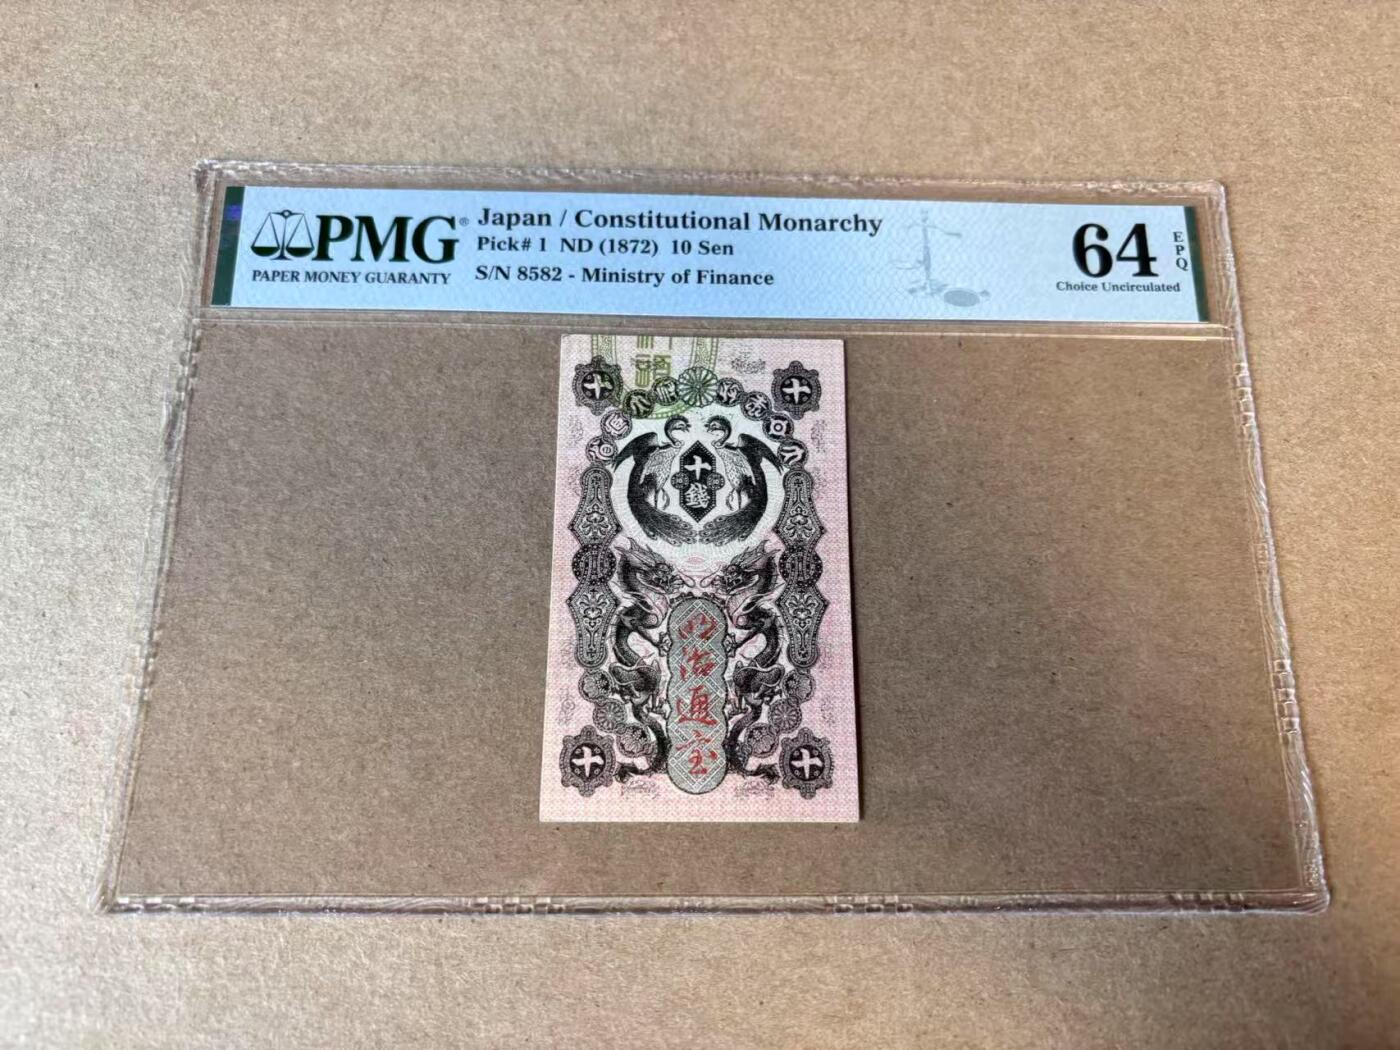 PMG®
PAPER MONEY GUARANTY
Japan / Constitutional Monarchy
Pick# 1 ND (1872) 10 Sen
S/N 8582 - Ministry of Finance
64
EPQ
Choice Uncirculated
十
十
十
錢
明
治
通
宝
十
十